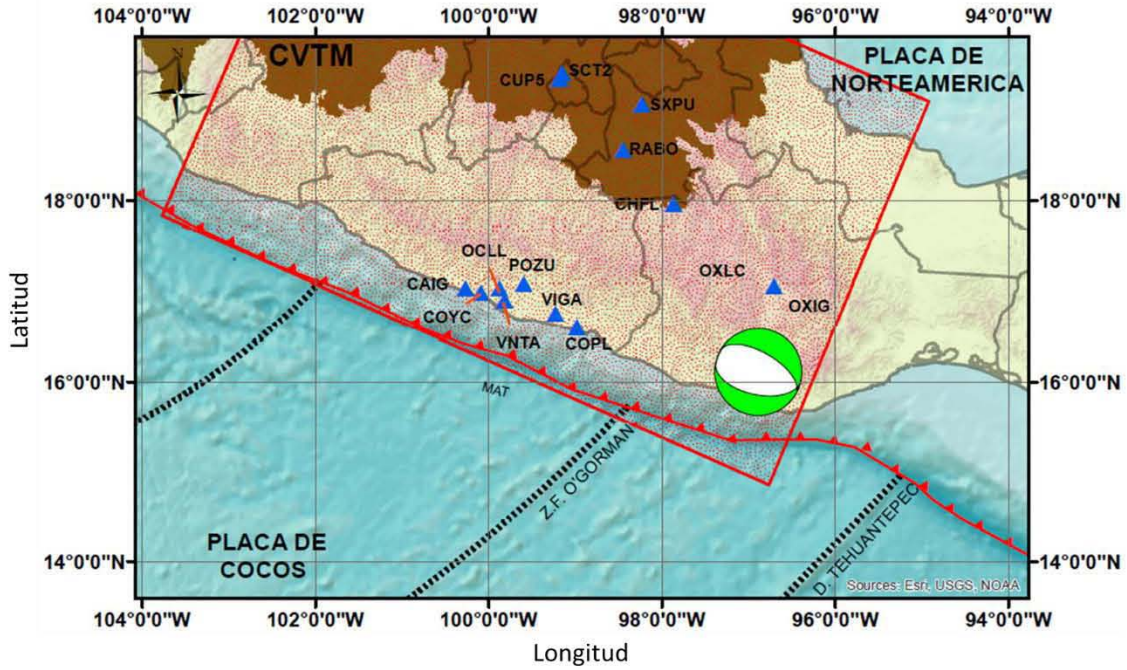 104°0'0"W 102°0'0"W 100°0'0"W 98°0'0"W 96°0'0"W 94°0'0"W
N
CVTM
PLACA DE
NORTEAMERICA
CUP5
SCT2
SXPU
RABO
18°0'0"N
CHFL
18°0'0"N
OCLL
POZU
OXLC
CAIG
VIGA
OXIG
COYC
VNTA
COPL
16°0'0"N
16°0'0"N
MAT
Z.F. O'GORMAN
PLACA DE
COCOS
D. TEHUANTEPEC
14°0'0"N
14°0'0"N
Sources: Esri, USGS, NOAA
104°0'0"W 102°0'0"W 100°0'0"W 98°0'0"W 96°0'0"W 94°0'0"W
Latitud
Longitud